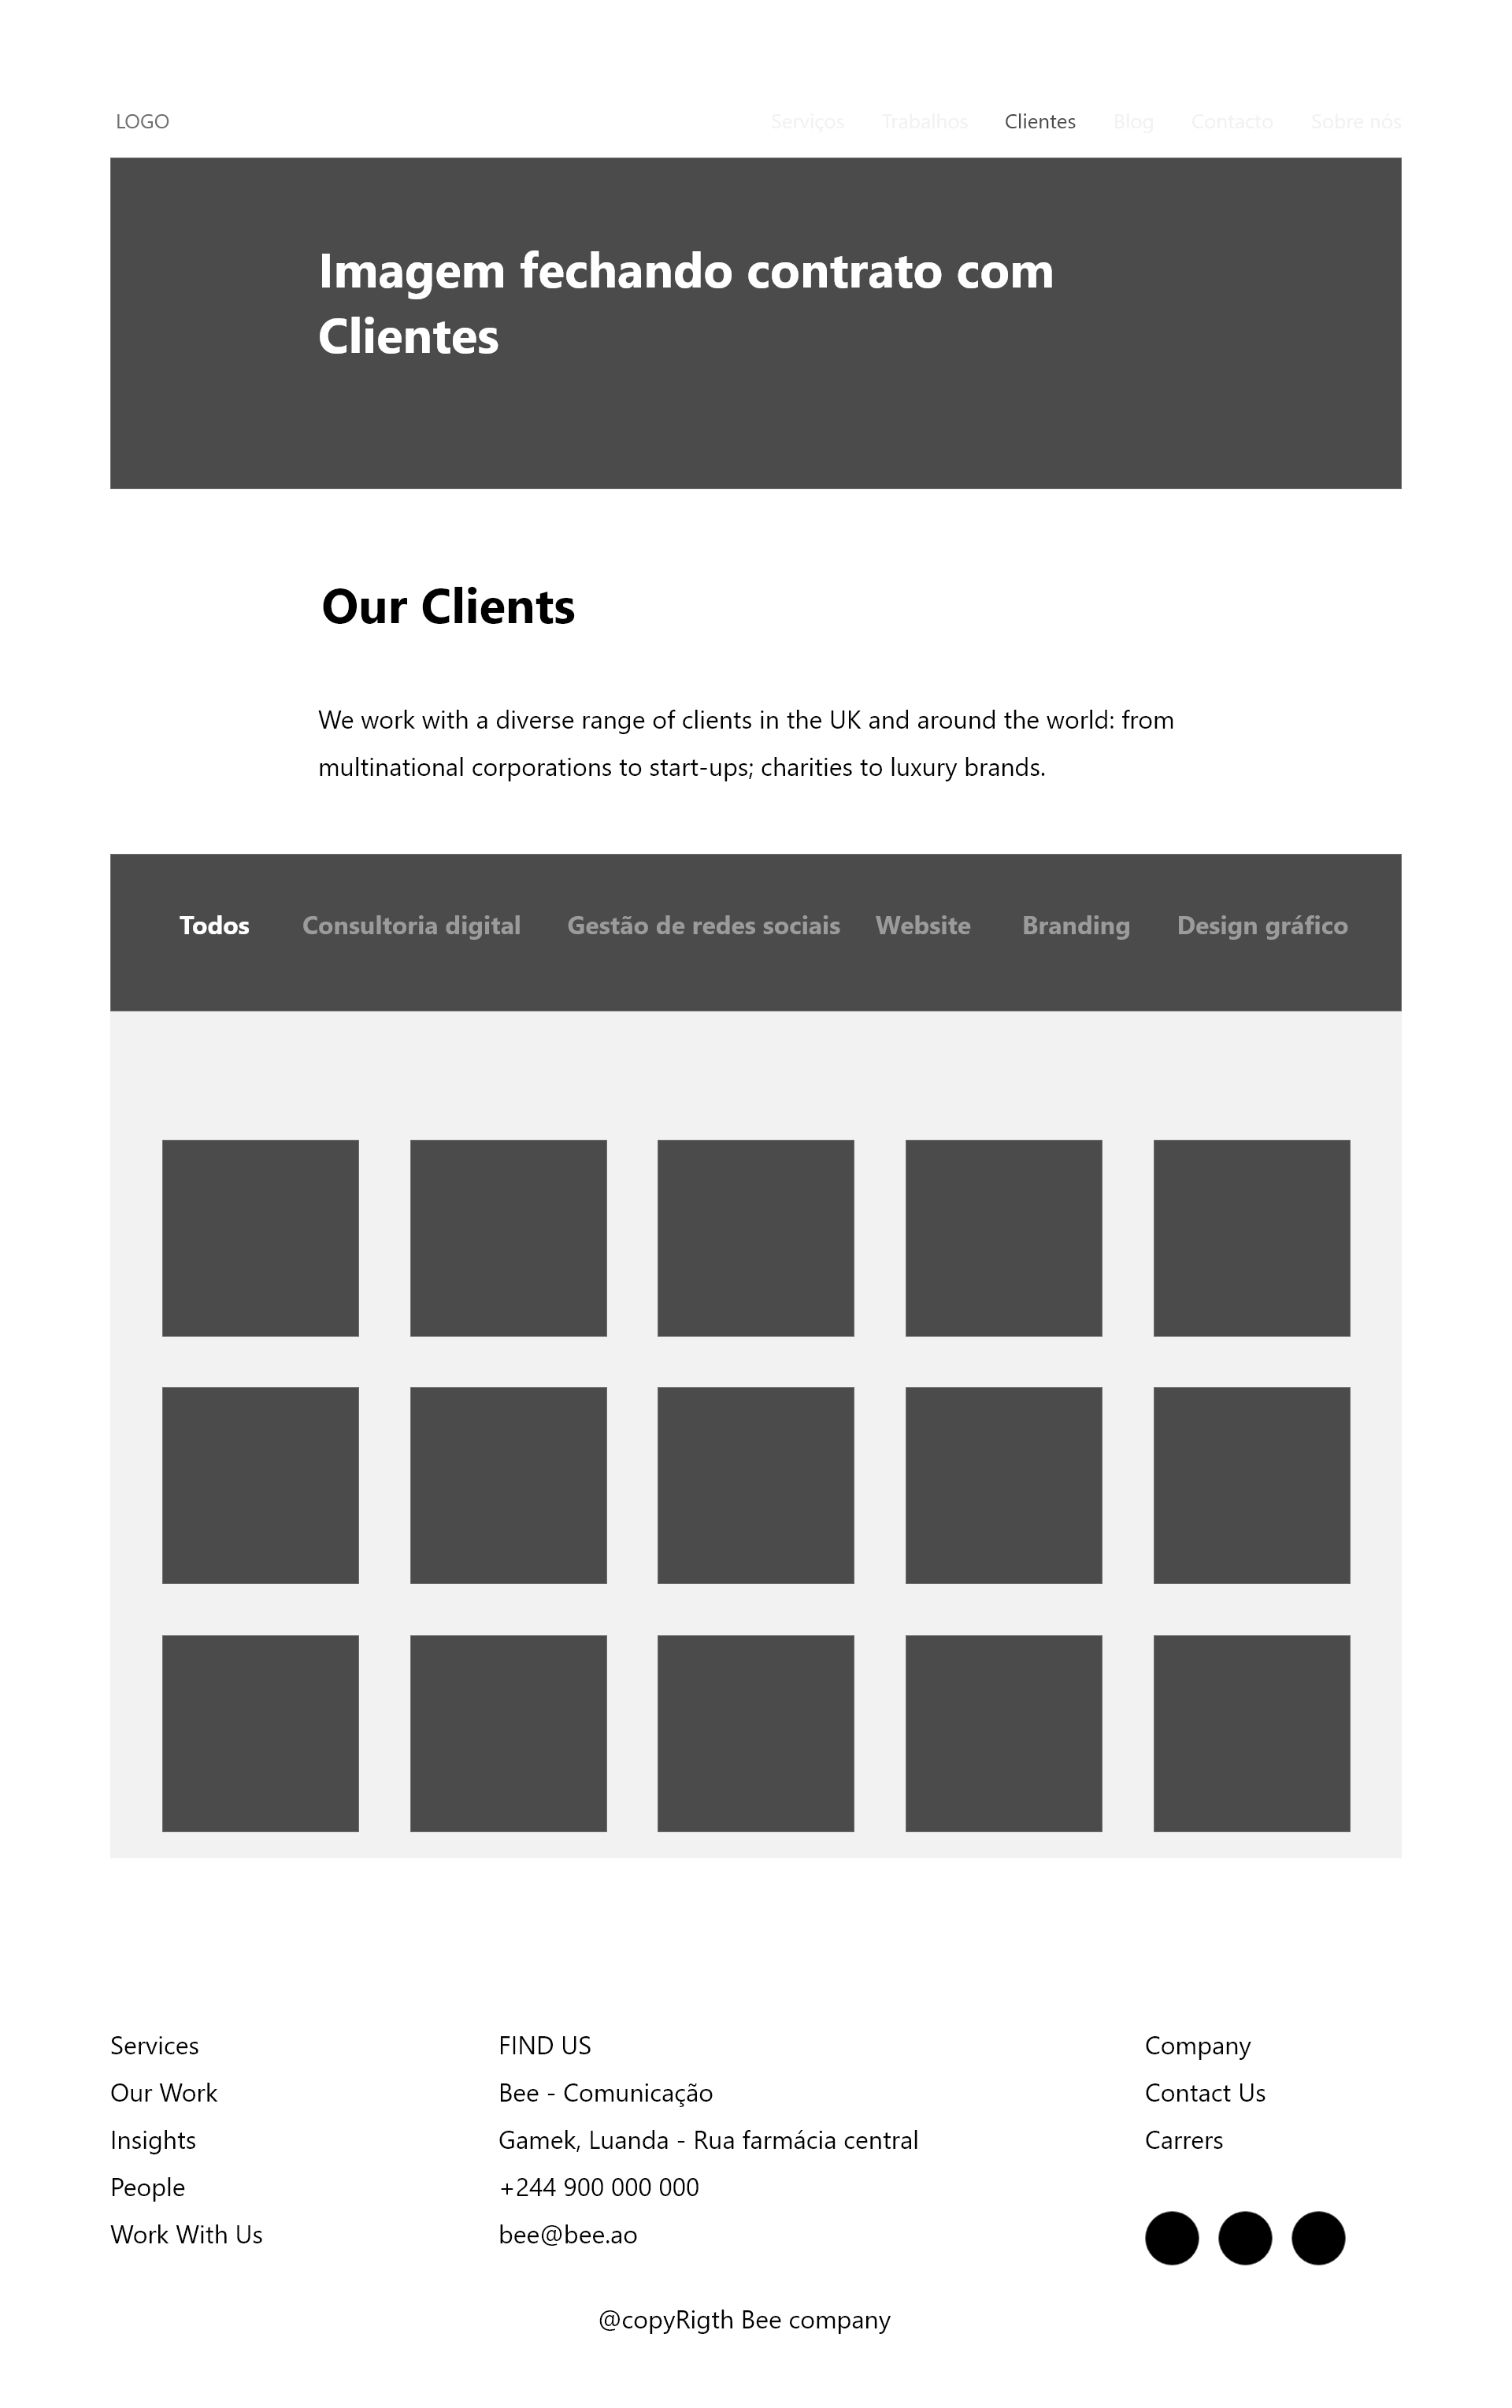 LOGO
Serviços Trabalhos Clientes Blog Contacto Sobre nós
Imagem fechando contrato com
Clientes
Our Clients
We work with a diverse range of clients in the UK and around the world: from
multinational corporations to start-ups; charities to luxury brands.
Todos Consultoria digital Gestão de redes sociais Website Branding Design gráfico
Services
Our Work
Insights
People
Work With Us
FIND US
Bee - Comunicação
Gamek, Luanda - Rua farmácia central
+244 900 000 000
bee@bee.ao
Company
Contact Us
Carrers
@copyRigth Bee company